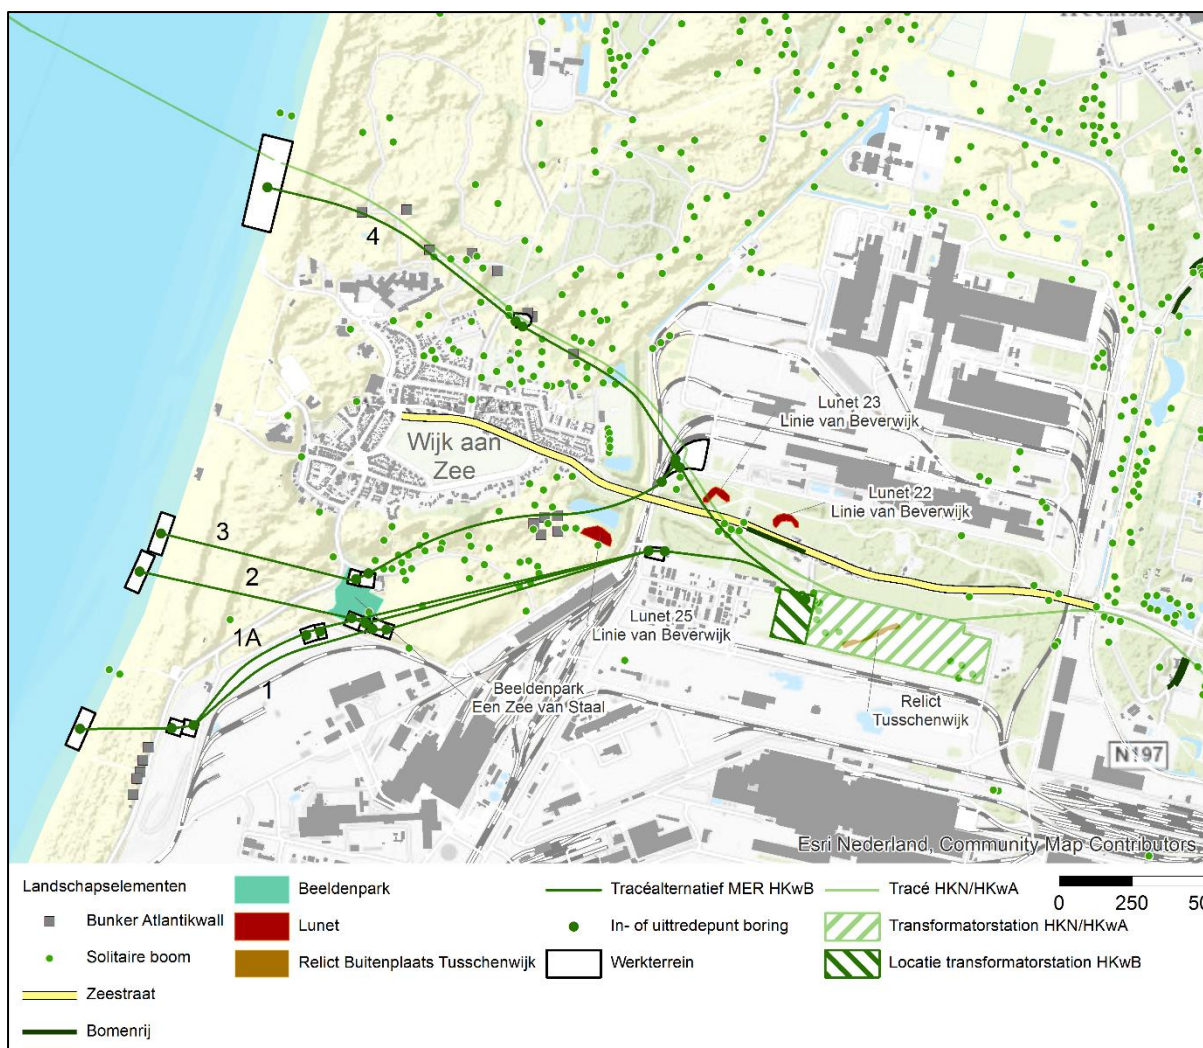 4
Wijk aan
Zee
Lunet 23
Linie van Beverwijk
Lunet 22
Linie van Beverwijk
3
2
1A
1
Lunet 25
Linie van Beverwijk
Beeldenpark
Een Zee van Staal
Relict
Tusschenwijk
N197
Esri Nederland, Community Map Contributors
Landschapselementen
Bunker Atlantikwall
Solitaire boom
Zeestraat
Bomenrij
Beeldenpark
Lunet
Relict Buitenplaats Tusschenwijk
Tracéalternatief MER HKwB
In- of uittredepunt boring
Werkterrein
Tracé HKN/HKwA
Transformatorstation HKN/HKwA
Locatie transformatorstation HKwB
0 250